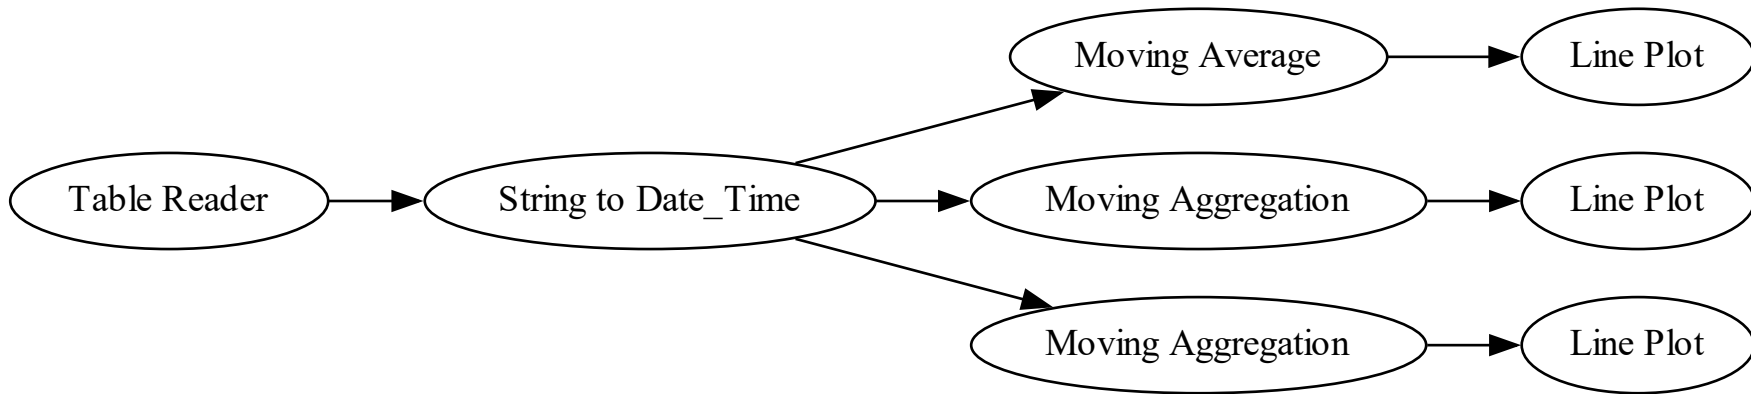 Moving Average
Line Plot
Table Reader
String to Date_Time
Moving Aggregation
Line Plot
Moving Aggregation
Line Plot